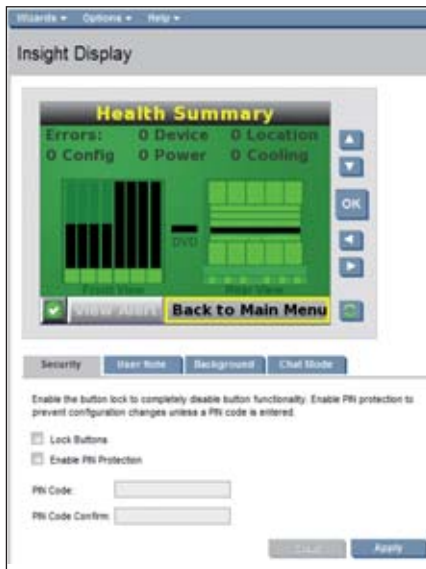 Wizards ▾ Options ▾ Help ▾
Insight Display
Health Summary
Errors: 0 Device 0 Location
0 Config 0 Power 0 Cooling
DVD
Front View Rear View
View Alert Back to Main Menu
OK
Security User Note Background Chat Mode
Enable the button lock to completely disable button functionality. Enable PIN protection to
prevent configuration changes unless a PIN code is entered.
Lock Buttons
Enable PIN Protection
PIN Code:
PIN Code Confirm:
Clear Apply